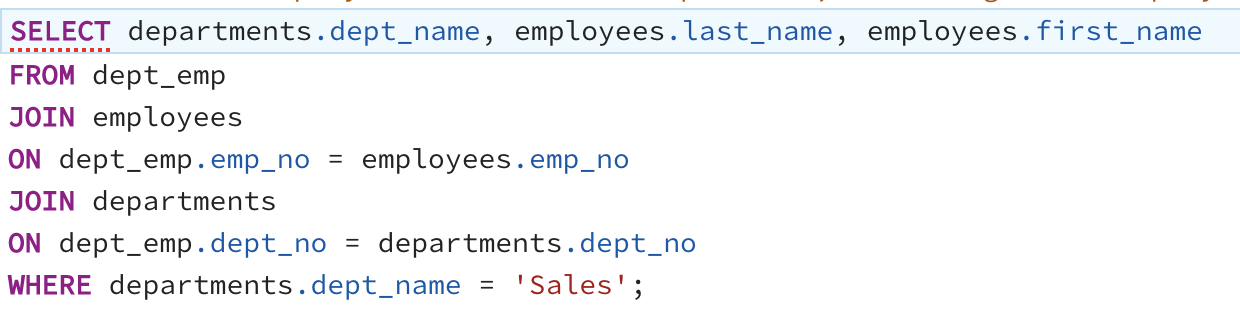 SELECT departments.dept_name, employees.last_name, employees.first_name
FROM dept_emp
JOIN employees
ON dept_emp.emp_no = employees.emp_no
JOIN departments
ON dept_emp.dept_no = departments.dept_no
WHERE departments.dept_name = 'Sales';